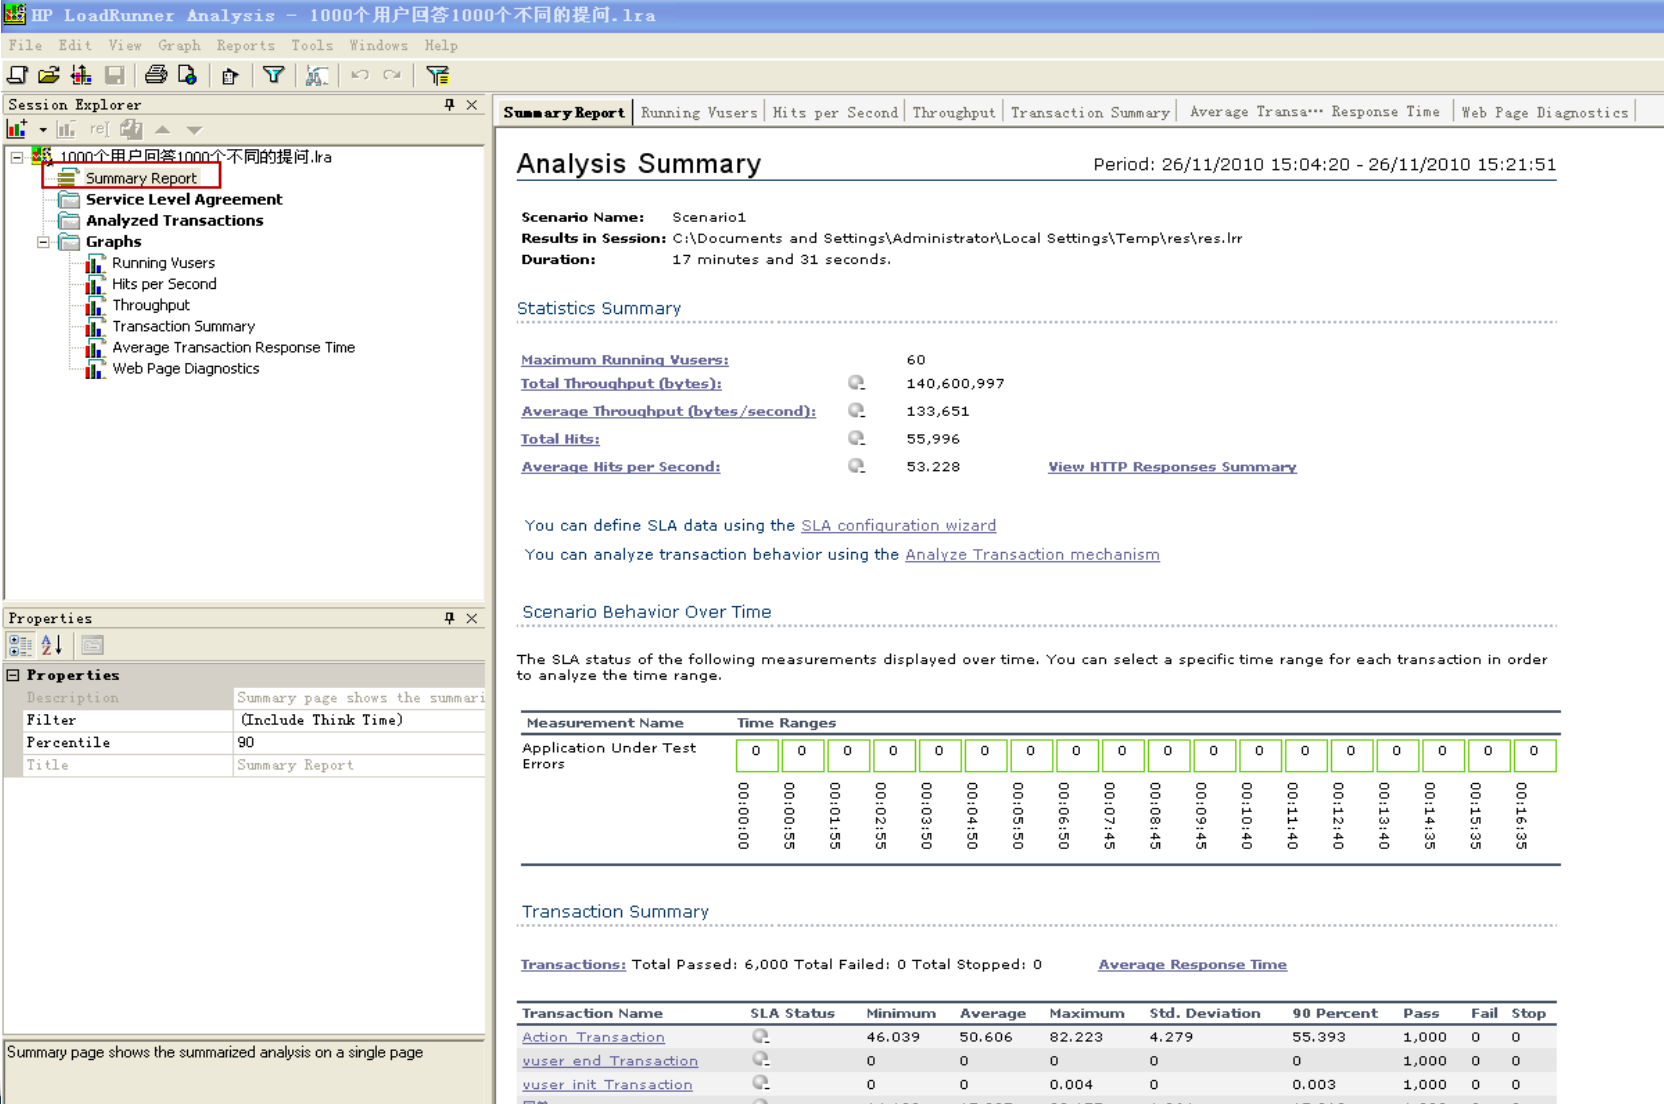 HP LoadRunner Analysis - 1000个用户回答1000个不同的提问.lra
File Edit View Graph Reports Tools Windows Help
Session Explorer
1000个用户回答1000个不同的提问.lra
Summary Report
Service Level Agreement
Analyzed Transactions
Graphs
Running Vusers
Hits per Second
Throughput
Transaction Summary
Average Transaction Response Time
Web Page Diagnostics
Properties
Properties
Description Summary page shows the summari
Filter (Include Think Time)
Percentile 90
Title Summary Report
Summary page shows the summarized analysis on a single page
Summary Report Running Vusers Hits per Second Throughput Transaction Summary Average Transa... Response Time Web Page Diagnostics
Analysis Summary Period: 26/11/2010 15:04:20 - 26/11/2010 15:21:51
Scenario Name: Scenario1
Results in Session: C:\Documents and Settings\Administrator\Local Settings\Temp\res\res.lrr
Duration: 17 minutes and 31 seconds.
Statistics Summary
Maximum Running Vusers: 60
Total Throughput (bytes): 140,600,997
Average Throughput (bytes/second): 133,651
Total Hits: 55,996
Average Hits per Second: 53.228 View HTTP Responses Summary
You can define SLA data using the SLA configuration wizard
You can analyze transaction behavior using the Analyze Transaction mechanism
Scenario Behavior Over Time
The SLA status of the following measurements displayed over time. You can select a specific time range for each transaction in order
to analyze the time range.
Measurement Name Time Ranges
Application Under Test 0 0 0 0 0 0 0 0 0 0 0 0 0 0 0 0 0 0
Errors
00:00:00 00:00:55 00:01:55 00:02:55 00:03:50 00:04:50 00:05:50 00:06:50 00:07:45 00:08:45 00:09:45 00:10:40 00:11:40 00:12:40 00:13:40 00:14:35 00:15:35 00:16:35
Transaction Summary
Transactions: Total Passed: 6,000 Total Failed: 0 Total Stopped: 0 Average Response Time
Transaction Name SLA Status Minimum Average Maximum Std. Deviation 90 Percent Pass Fail Stop
Action_Transaction 46.039 50.606 82.223 4.279 55.393 1,000 0 0
vuser_end_Transaction 0 0 0 0 0 1,000 0 0
vuser_init_Transaction 0 0 0.004 0 0.003 1,000 0 0